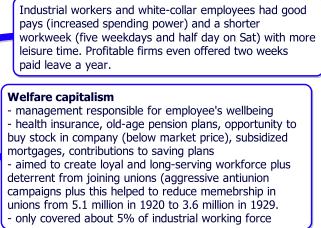 Industrial workers and white-collar employees had good
pays (increased spending power) and a shorter
workweek (five weekdays and half day on Sat) with more
leisure time. Profitable firms even offered two weeks
paid leave a year.
Welfare capitalism
- management responsible for employee's wellbeing
- health insurance, old-age pension plans, opportunity to
buy stock in company (below market price), subsidized
mortgages, contributions to saving plans
- aimed to create loyal and long-serving workforce plus
deterrent from joining unions (aggressive antiunion
campaigns plus this helped to reduce memebrship in
unions from 5.1 million in 1920 to 3.6 million in 1929.
- only covered about 5% of industrial working force